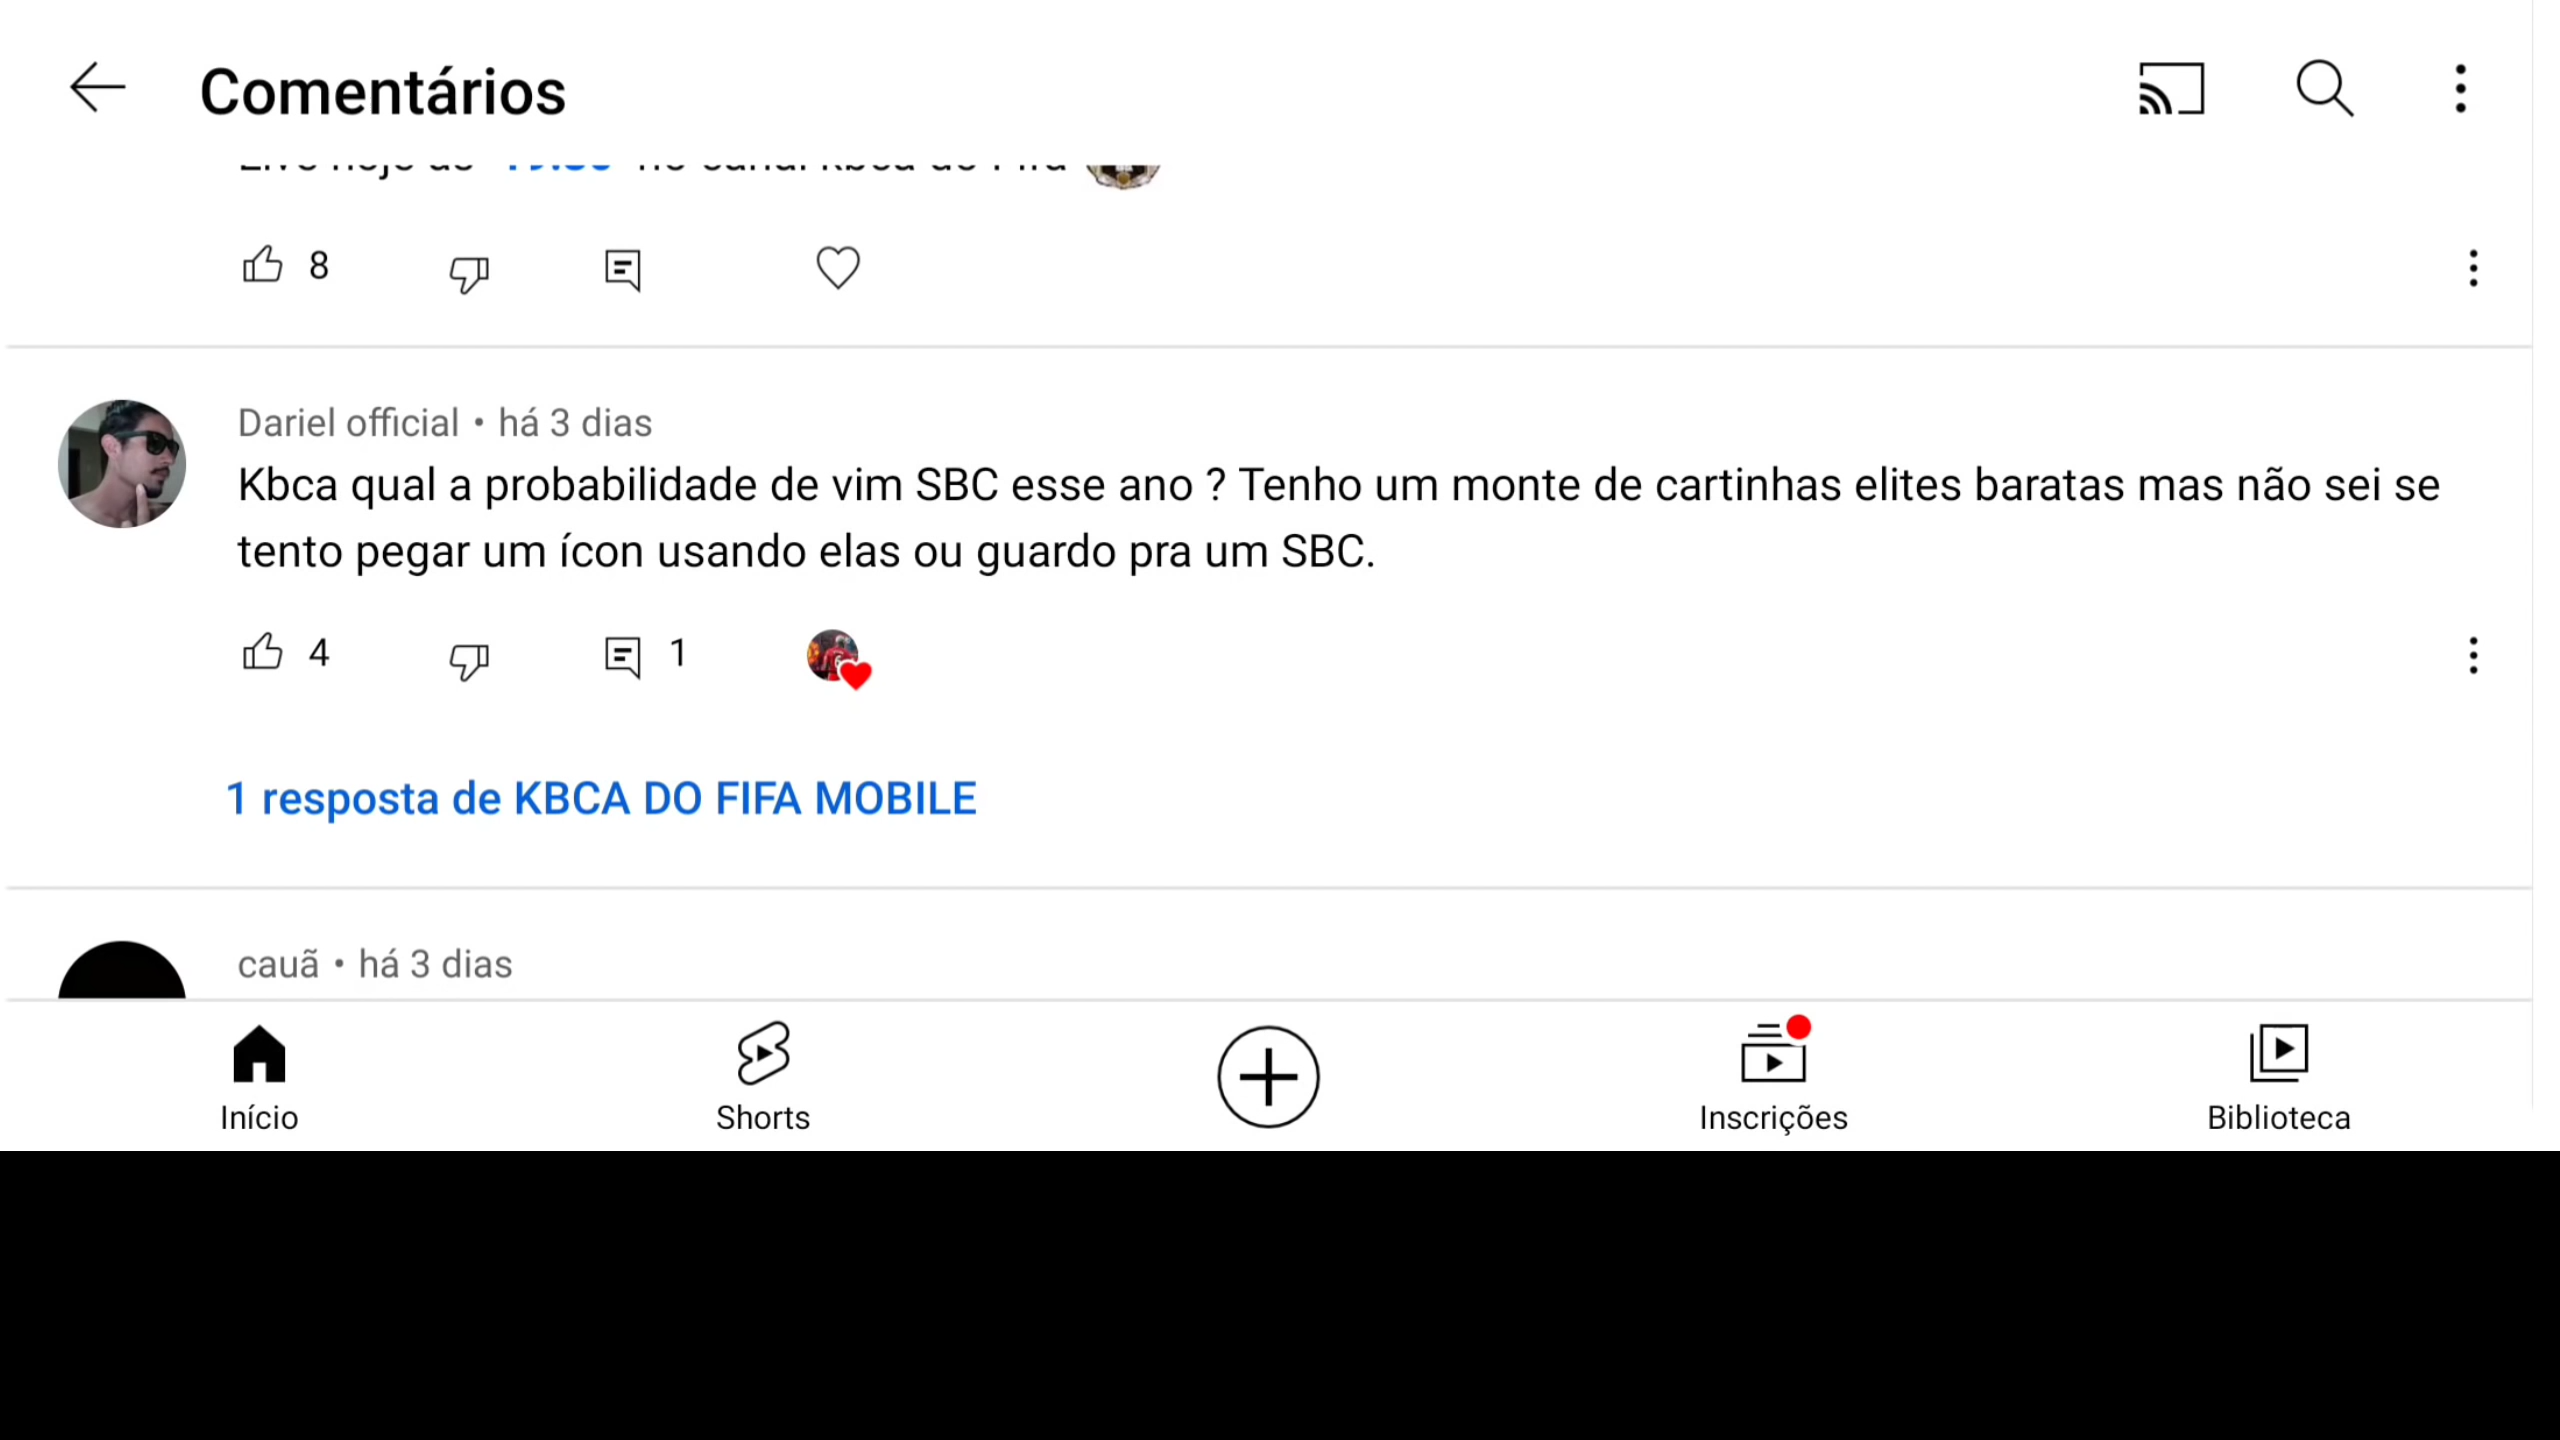 Comentários
8
Dariel official • há 3 dias
Kbca qual a probabilidade de vim SBC esse ano ? Tenho um monte de cartinhas elites baratas mas não sei se
tento pegar um ícon usando elas ou guardo pra um SBC.
4
1
1 resposta de KBCA DO FIFA MOBILE
cauã • há 3 dias
Início
Shorts
Inscrições
Biblioteca